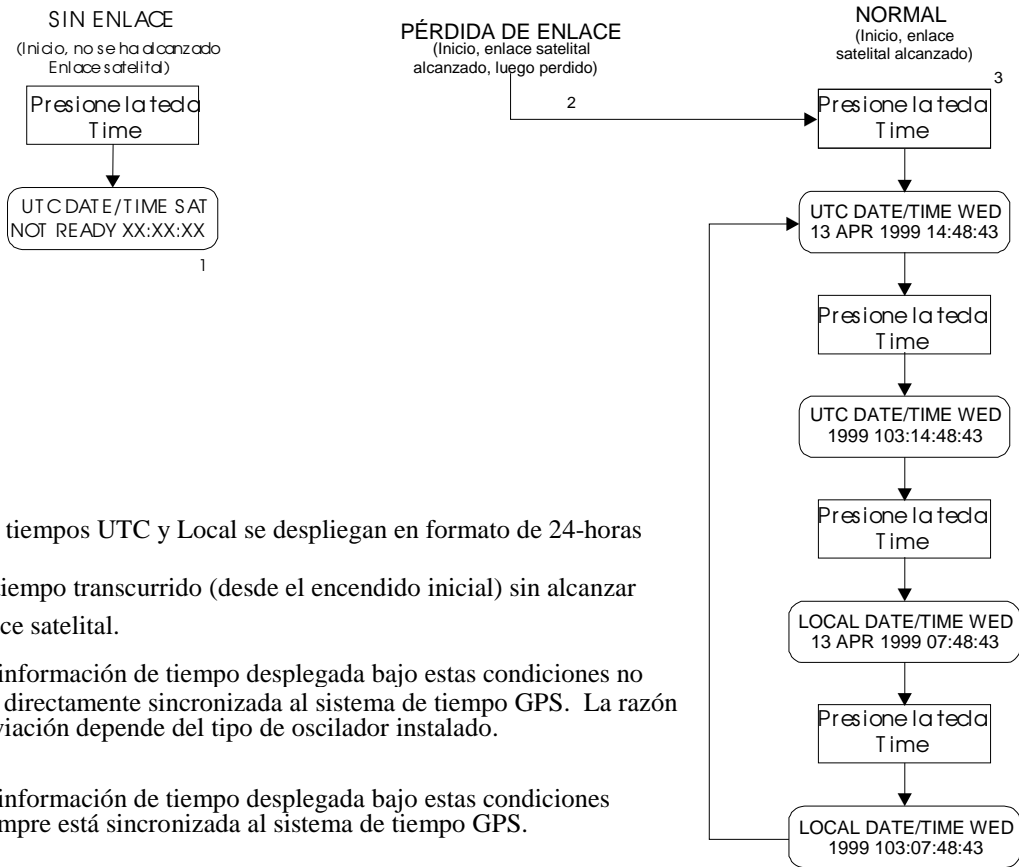 SIN ENLACE
(Inicio, no se ha alcanzado
Enlace satelital)
Presione la tecla
Time
UTC DATE/TIME SAT
NOT READY XX:XX:XX
1
PÉRDIDA DE ENLACE
(Inicio, enlace satelital
alcanzado, luego perdido)
2
NORMAL
(Inicio, enlace
satelital alcanzado)
3
Presione la tecla
Time
UTC DATE/TIME WED
13 APR 1999 14:48:43
Presione la tecla
Time
UTC DATE/TIME WED
1999 103:14:48:43
Presione la tecla
Time
LOCAL DATE/TIME WED
13 APR 1999 07:48:43
Presione la tecla
Time
LOCAL DATE/TIME WED
1999 103:07:48:43
tiempos UTC y Local se despliegan en formato de 24-horas
tiempo transcurrido (desde el encendido inicial) sin alcanzar
ce satelital.
información de tiempo desplegada bajo estas condiciones no
directamente sincronizada al sistema de tiempo GPS. La razón
viación depende del tipo de oscilador instalado.
información de tiempo desplegada bajo estas condiciones
mpre está sincronizada al sistema de tiempo GPS.